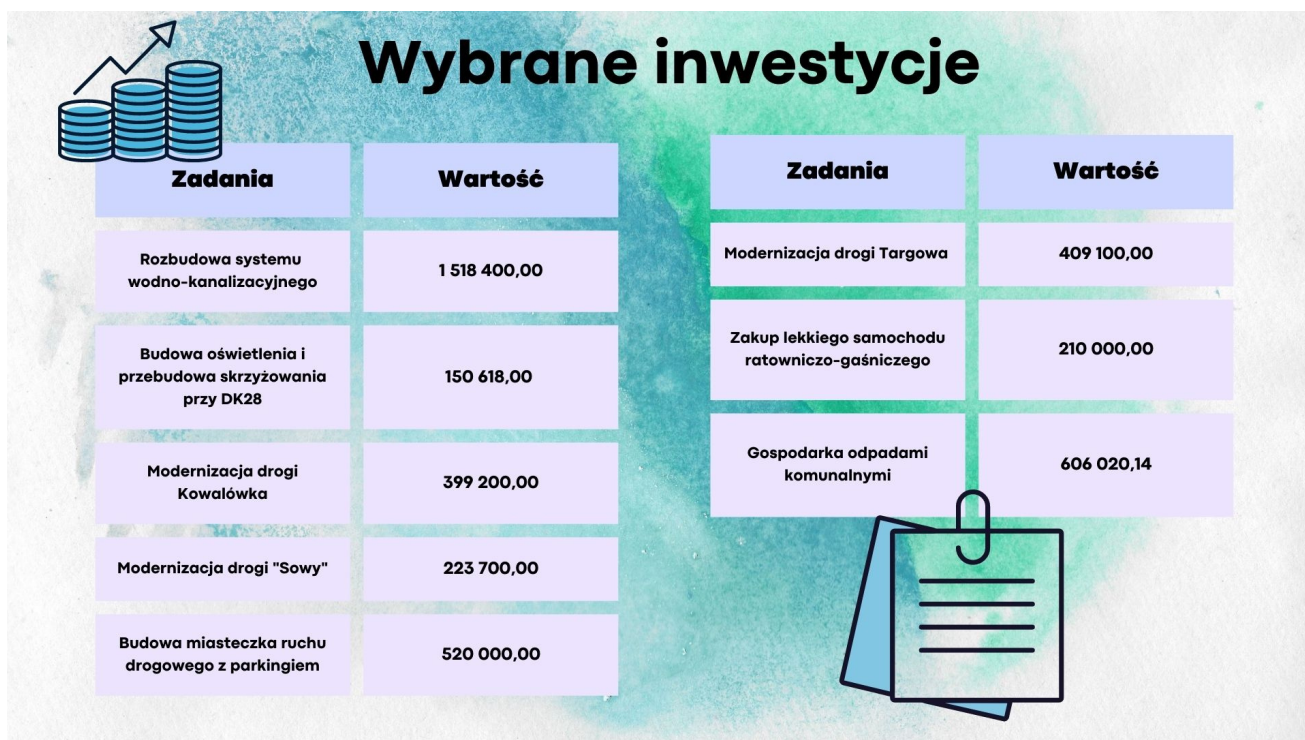 Wybrane inwestycje
Zadania Wartość
Rozbudowa systemu
wodno-kanalizacyjnego
1 518 400,00
Budowa oświetlenia i
przebudowa skrzyżowania
przy DK28
150 618,00
Modernizacja drogi
Kowalówka
399 200,00
Modernizacja drogi "Sowy"
223 700,00
Budowa miasteczka ruchu
drogowego z parkingiem
520 000,00
Zadania Wartość
Modernizacja drogi Targowa
409 100,00
Zakup lekkiego samochodu
ratowniczo-gaśniczego
210 000,00
Gospodarka odpadami
komunalnymi
606 020,14